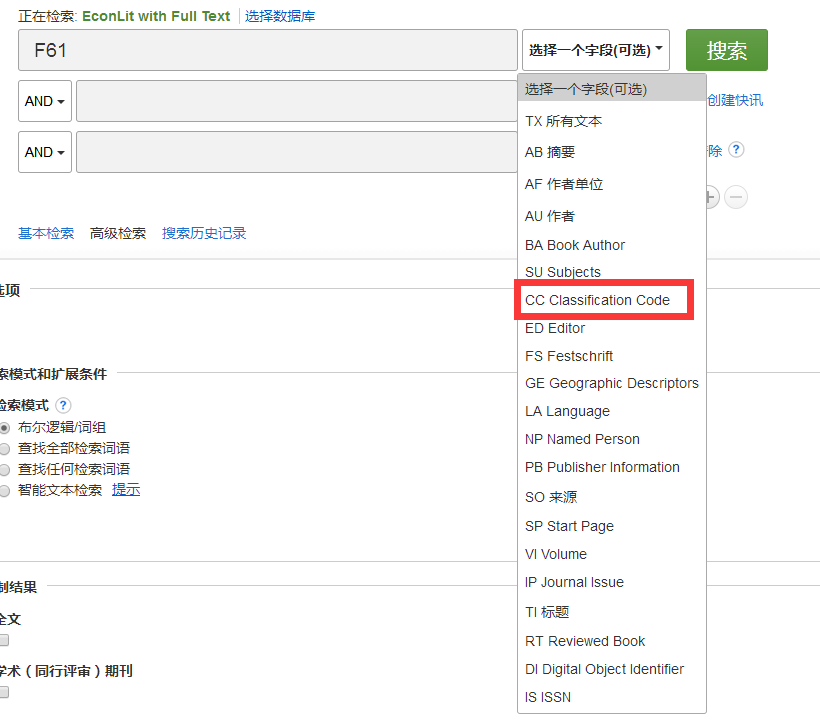 正在检索: EconLit with Full Text 选择数据库
F61 选择一个字段(可选) 搜索
选择一个字段(可选)
AND
创建快讯
TX 所有文本
AND
AB 摘要
除 ?
AF 作者单位
AU 作者
基本检索 高级检索 搜索历史记录
BA Book Author
SU Subjects
选项
CC Classification Code
ED Editor
FS Festschrift
索模式和扩展条件
GE Geographic Descriptors
检索模式 ?
LA Language
布尔逻辑/词组
NP Named Person
查找全部检索词语
查找任何检索词语
PB Publisher Information
智能文本检索 提示
SO 来源
SP Start Page
VI Volume
制结果
IP Journal Issue
全文
TI 标题
RT Reviewed Book
学术（同行评审）期刊
DI Digital Object Identifier
IS ISSN